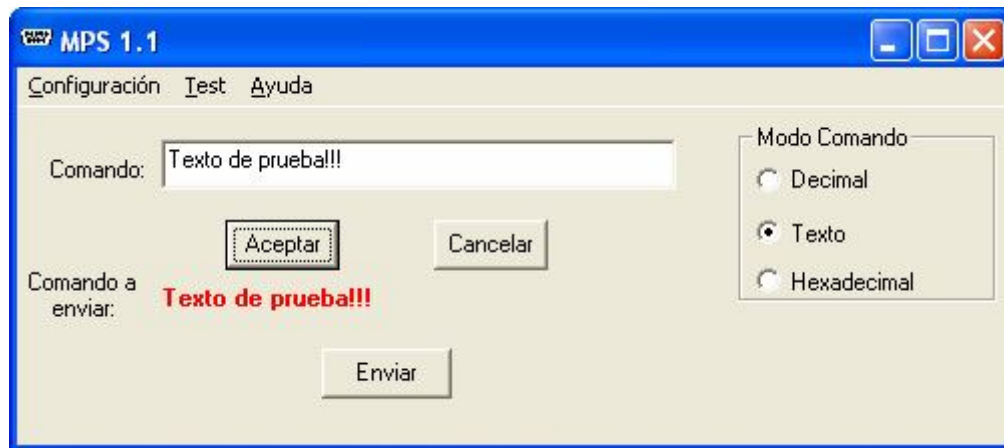 MPS 1.1
Configuración Test Ayuda
Comando: Texto de prueba!!!
Modo Comando
Decimal
Texto
Hexadecimal
Aceptar Cancelar
Comando a
enviar:
Texto de prueba!!!
Enviar